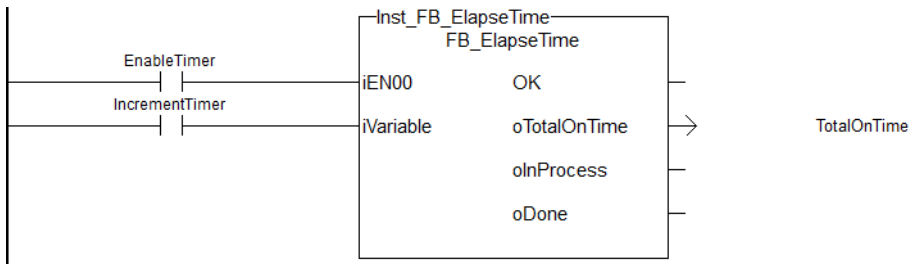 Inst_FB_ElapseTime
FB_ElapseTime
EnableTimer
iEN00 OK
IncrementTimer
iVariable oTotalOnTime TotalOnTime
oInProcess
oDone